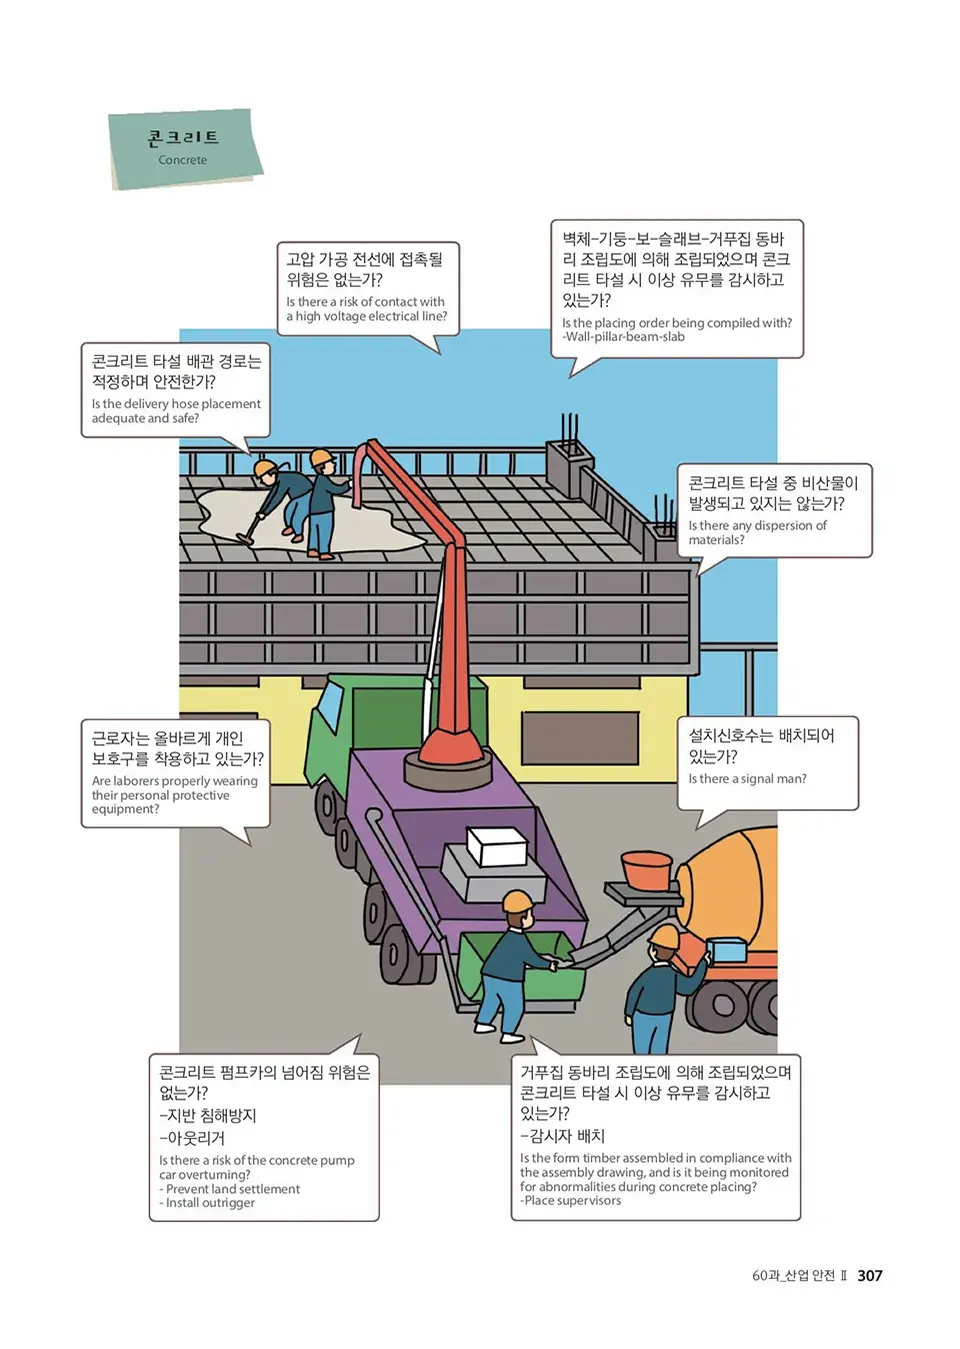 콘크리트
Concrete
고압 가공 전선에 접촉될
위험은 없는가?
Is there a risk of contact with
a high voltage electrical line?
벽체-기둥-보-슬래브-거푸집 동바
리 조립도에 의해 조립되었으며 콘크
리트 타설 시 이상 유무를 감시하고
있는가?
Is the placing order being compiled with?
-Wall-pillar-beam-slab
콘크리트 타설 배관 경로는
적정하며 안전한가?
Is the delivery hose placement
adequate and safe?
콘크리트 타설 중 비산물이
발생되고 있지는 않는가?
Is there any dispersion of
materials?
근로자는 올바르게 개인
보호구를 착용하고 있는가?
Are laborers properly wearing
their personal protective
equipment?
설치신호수는 배치되어
있는가?
Is there a signal man?
콘크리트 펌프카의 넘어짐 위험은
없는가?
-지반 침해방지
-아웃리거
Is there a risk of the concrete pump
car overturning?
- Prevent land settlement
- Install outrigger
거푸집 동바리 조립도에 의해 조립되었으며
콘크리트 타설 시 이상 유무를 감시하고
있는가?
-감시자 배치
Is the form timber assembled in compliance with
the assembly drawing, and is it being monitored
for abnormalities during concrete placing?
-Place supervisors
60과_산업 안전 Ⅱ 307